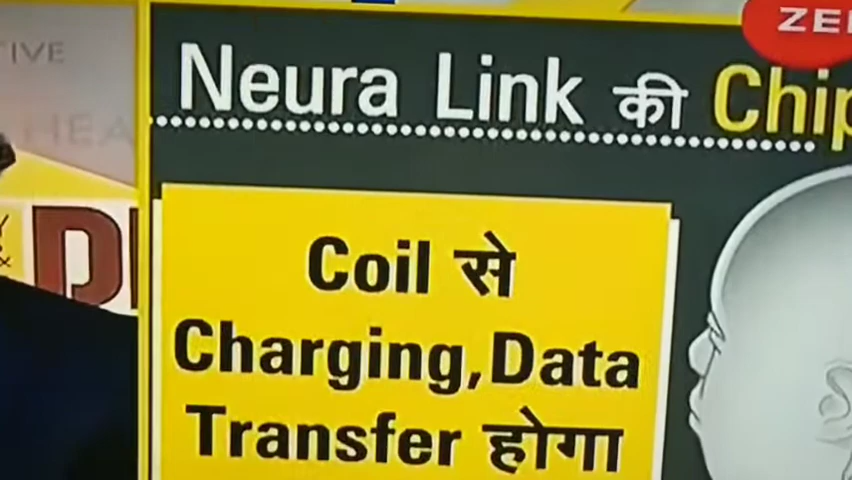 Neura Link की Chip
Coil से
Charging,Data
Transfer होगा